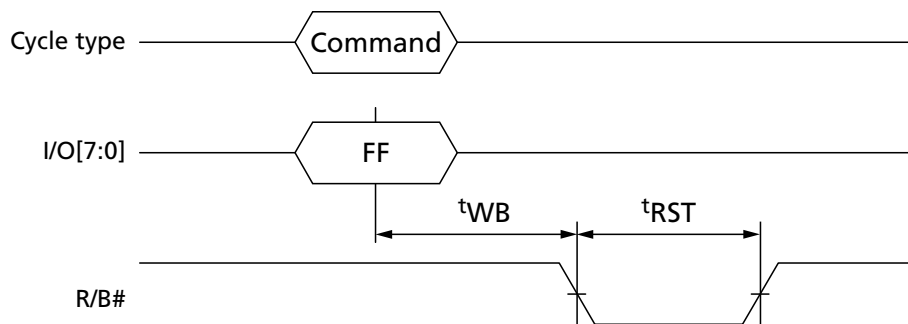 Cycle type
Command
I/O[7:0]
FF
tWB
tRST
R/B#